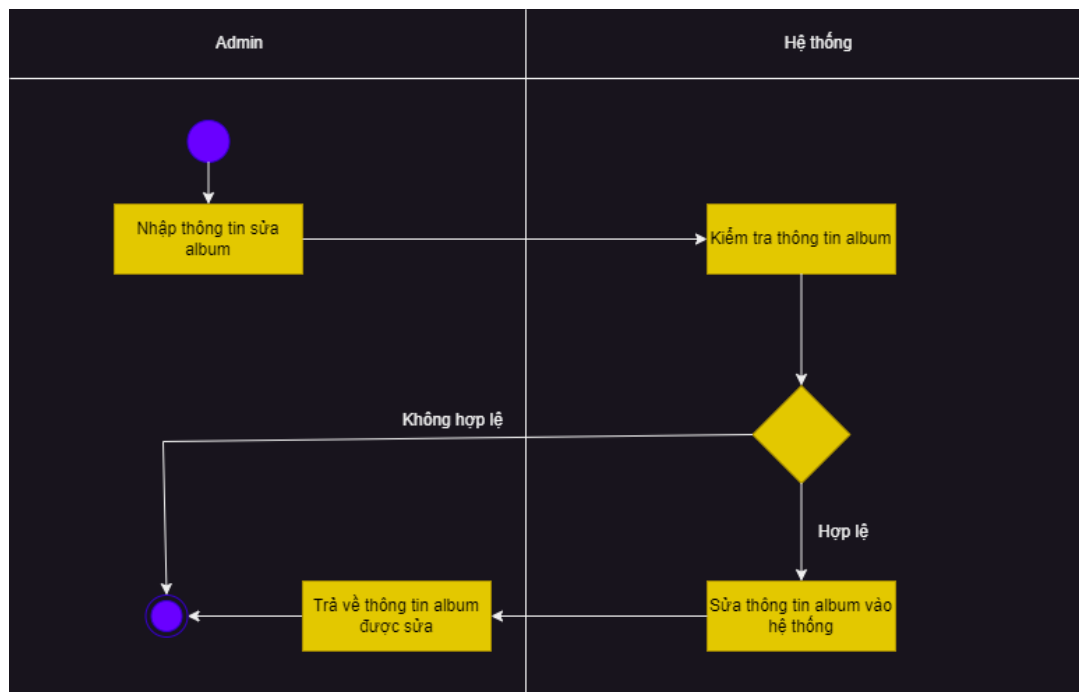 Admin
Hệ thống
Nhập thông tin sửa
album
Kiểm tra thông tin album
Không hợp lệ
Hợp lệ
Trả về thông tin album
được sửa
Sửa thông tin album vào
hệ thống